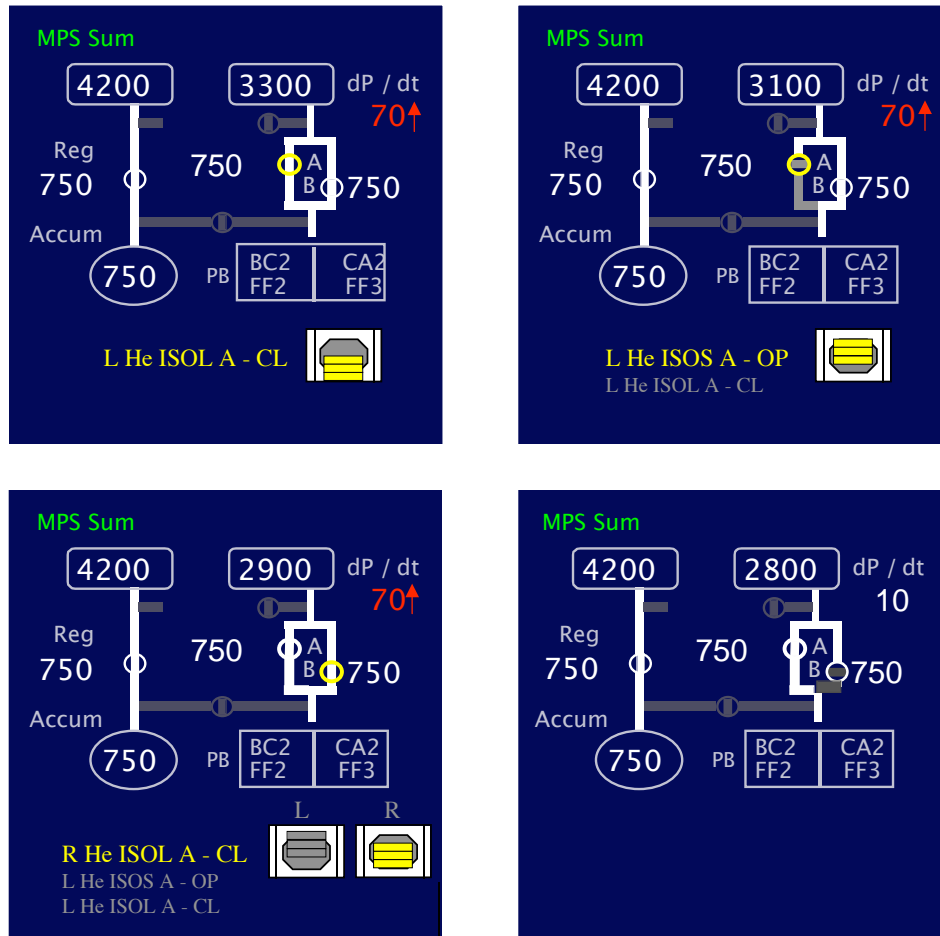 MPS Sum
4200 3300 dP / dt
70↑
Reg 750 A
750 B 750
Accum
750 PB BC2 CA2
FF2 FF3
L He ISOL A - CL
MPS Sum
4200 3100 dP / dt
70↑
Reg 750 A
750 B 750
Accum
750 PB BC2 CA2
FF2 FF3
L He ISOS A - OP
L He ISOL A - CL
MPS Sum
4200 2900 dP / dt
70↑
Reg 750 A
750 B 750
Accum
750 PB BC2 CA2
FF2 FF3
L R
R He ISOL A - CL
L He ISOS A - OP
L He ISOL A - CL
MPS Sum
4200 2800 dP / dt
10
Reg 750 A
750 B 750
Accum
750 PB BC2 CA2
FF2 FF3